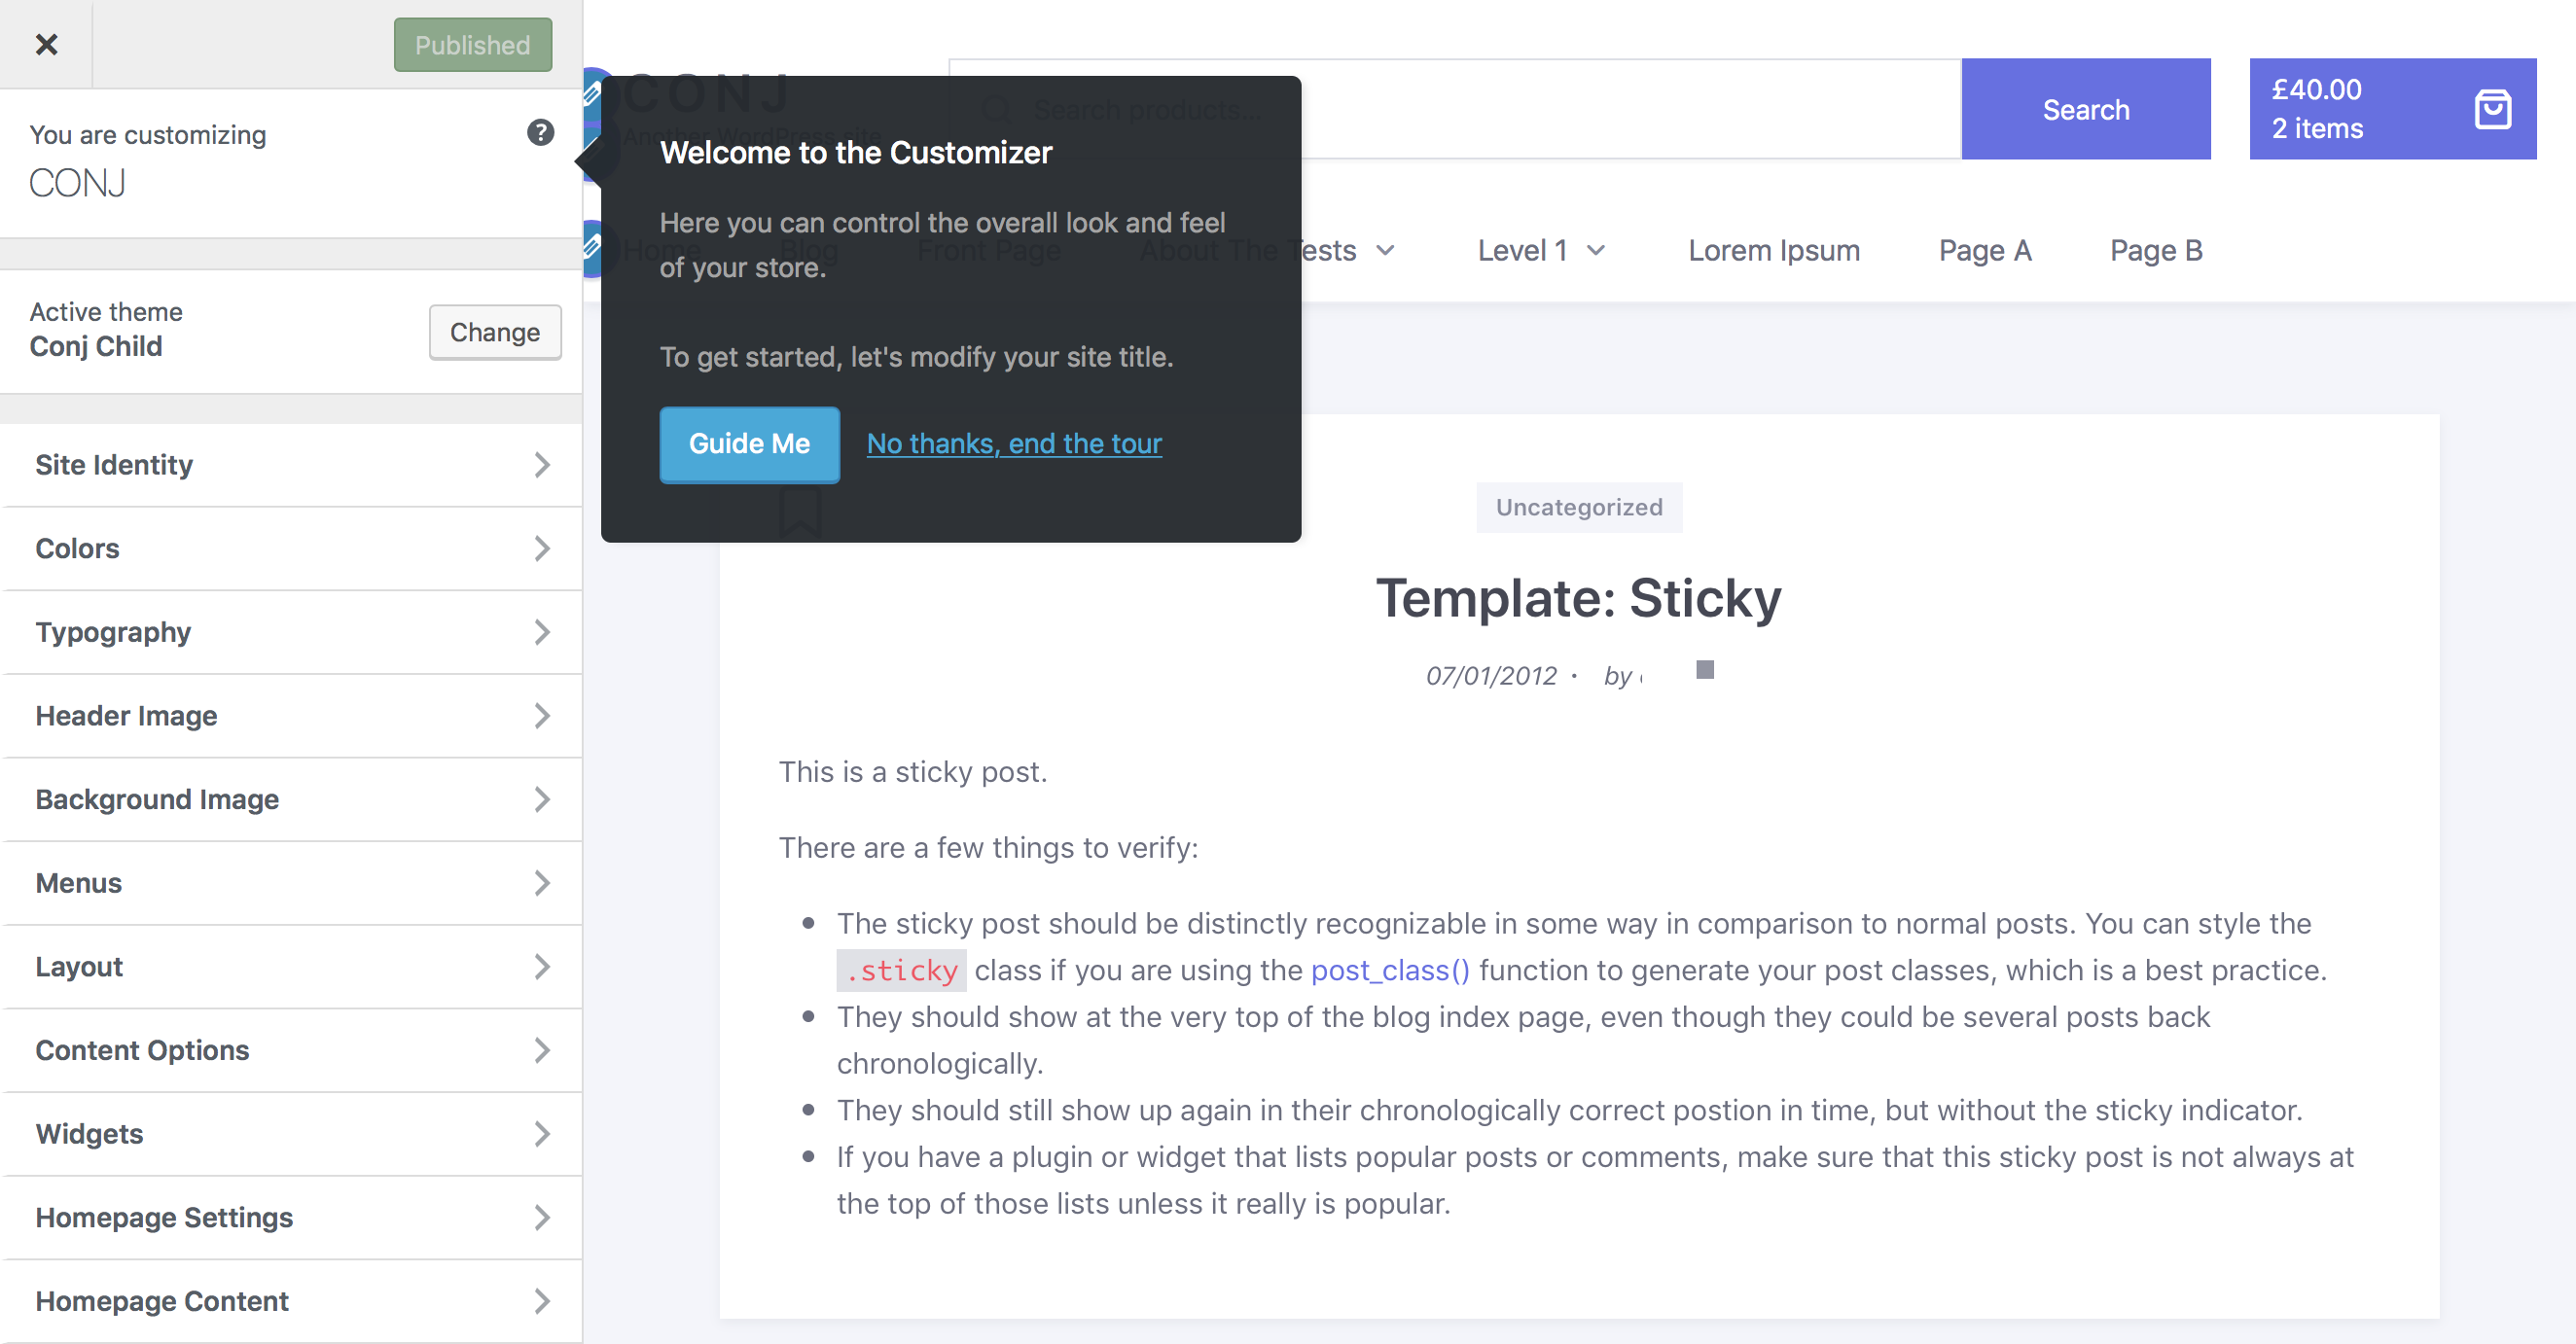 Published
You are customizing
CONJ
Active theme
Conj Child
Change
Site Identity
Colors
Typography
Header Image
Background Image
Menus
Layout
Content Options
Widgets
Homepage Settings
Homepage Content
CONJ
Another WordPress site
Search products...
Search
£40.00
2 items
Welcome to the Customizer
Here you can control the overall look and feel
of your store.
To get started, let's modify your site title.
Guide Me No thanks, end the tour
Home Blog Front Page About The Tests Level 1 Lorem Ipsum Page A Page B
Uncategorized
Template: Sticky
07/01/2012 · by
This is a sticky post.
There are a few things to verify:
• The sticky post should be distinctly recognizable in some way in comparison to normal posts. You can style the
.sticky class if you are using the post_class() function to generate your post classes, which is a best practice.
• They should show at the very top of the blog index page, even though they could be several posts back
chronologically.
• They should still show up again in their chronologically correct postion in time, but without the sticky indicator.
• If you have a plugin or widget that lists popular posts or comments, make sure that this sticky post is not always at
the top of those lists unless it really is popular.